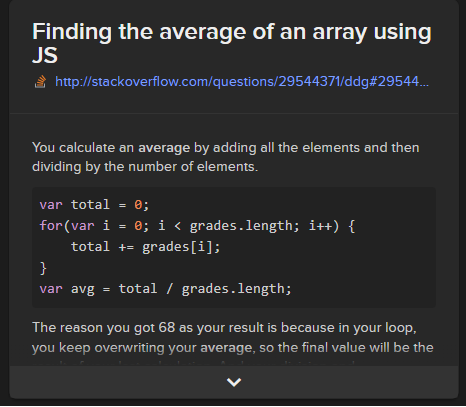 Finding the average of an array using
JS
http://stackoverflow.com/questions/29544371/ddg#29544...
You calculate an average by adding all the elements and then
dividing by the number of elements.
var total = 0;
for(var i = 0; i < grades.length; i++) {
    total += grades[i];
}
var avg = total / grades.length;
The reason you got 68 as your result is because in your loop,
you keep overwriting your average, so the final value will be the